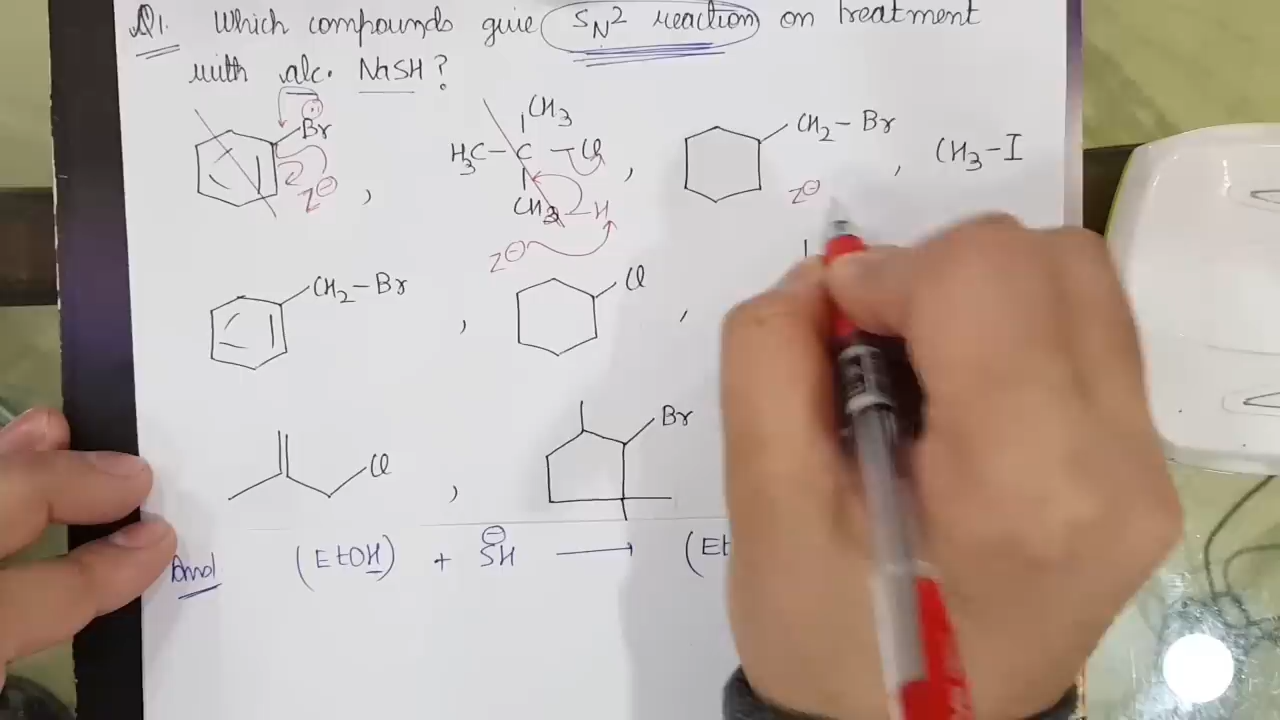 Q1. Which compounds give SN2 reaction on treatment
with alc. NaSH?
⊕
Br
Z⊖
,
CH3
H3C-C-Cl
CH3
H
Z⊖
,
CH2-Br
Z⊖
,
CH3-I
CH2-Br
,
Cl
,
Cl
,
Br
Ans (EtOH) + ⊖SH ⟶ (Et